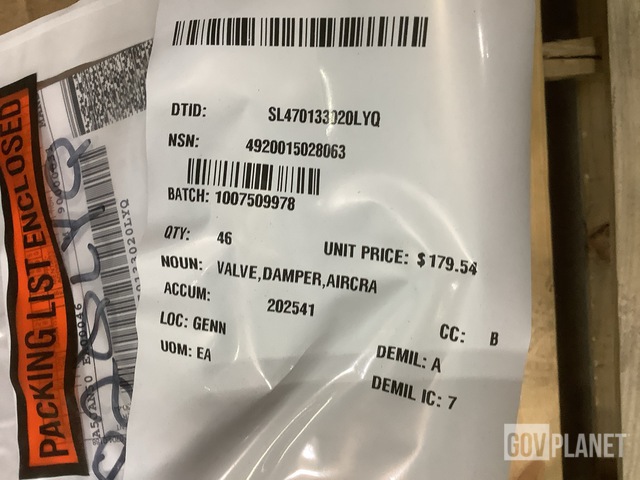 DTID: SL470133020LYQ
NSN: 4920015028063
BATCH: 1007509978
QTY: 46 UNIT PRICE: $179.54
NOUN: VALVE,DAMPER,AIRCRA
ACCUM: 202541
LOC: GENN CC: B
UOM: EA DEMIL: A
DEMIL IC: 7
PACKING LIST ENCLOSED
GOVPLANET